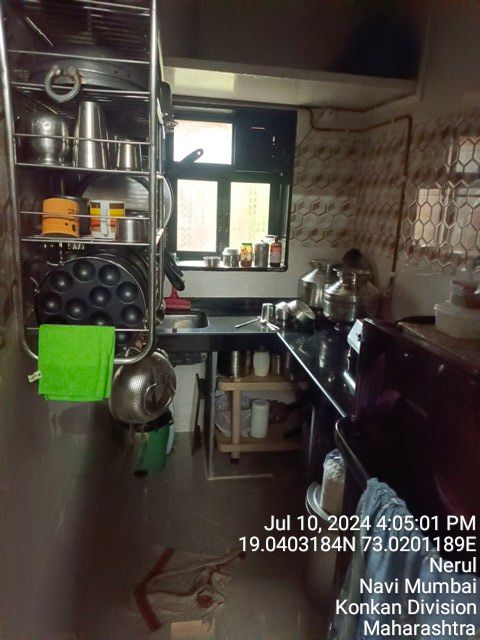 Jul 10, 2024 4:05:01 PM
19.0403184N 73.0201189E
Nerul
Navi Mumbai
Konkan Division
Maharashtra